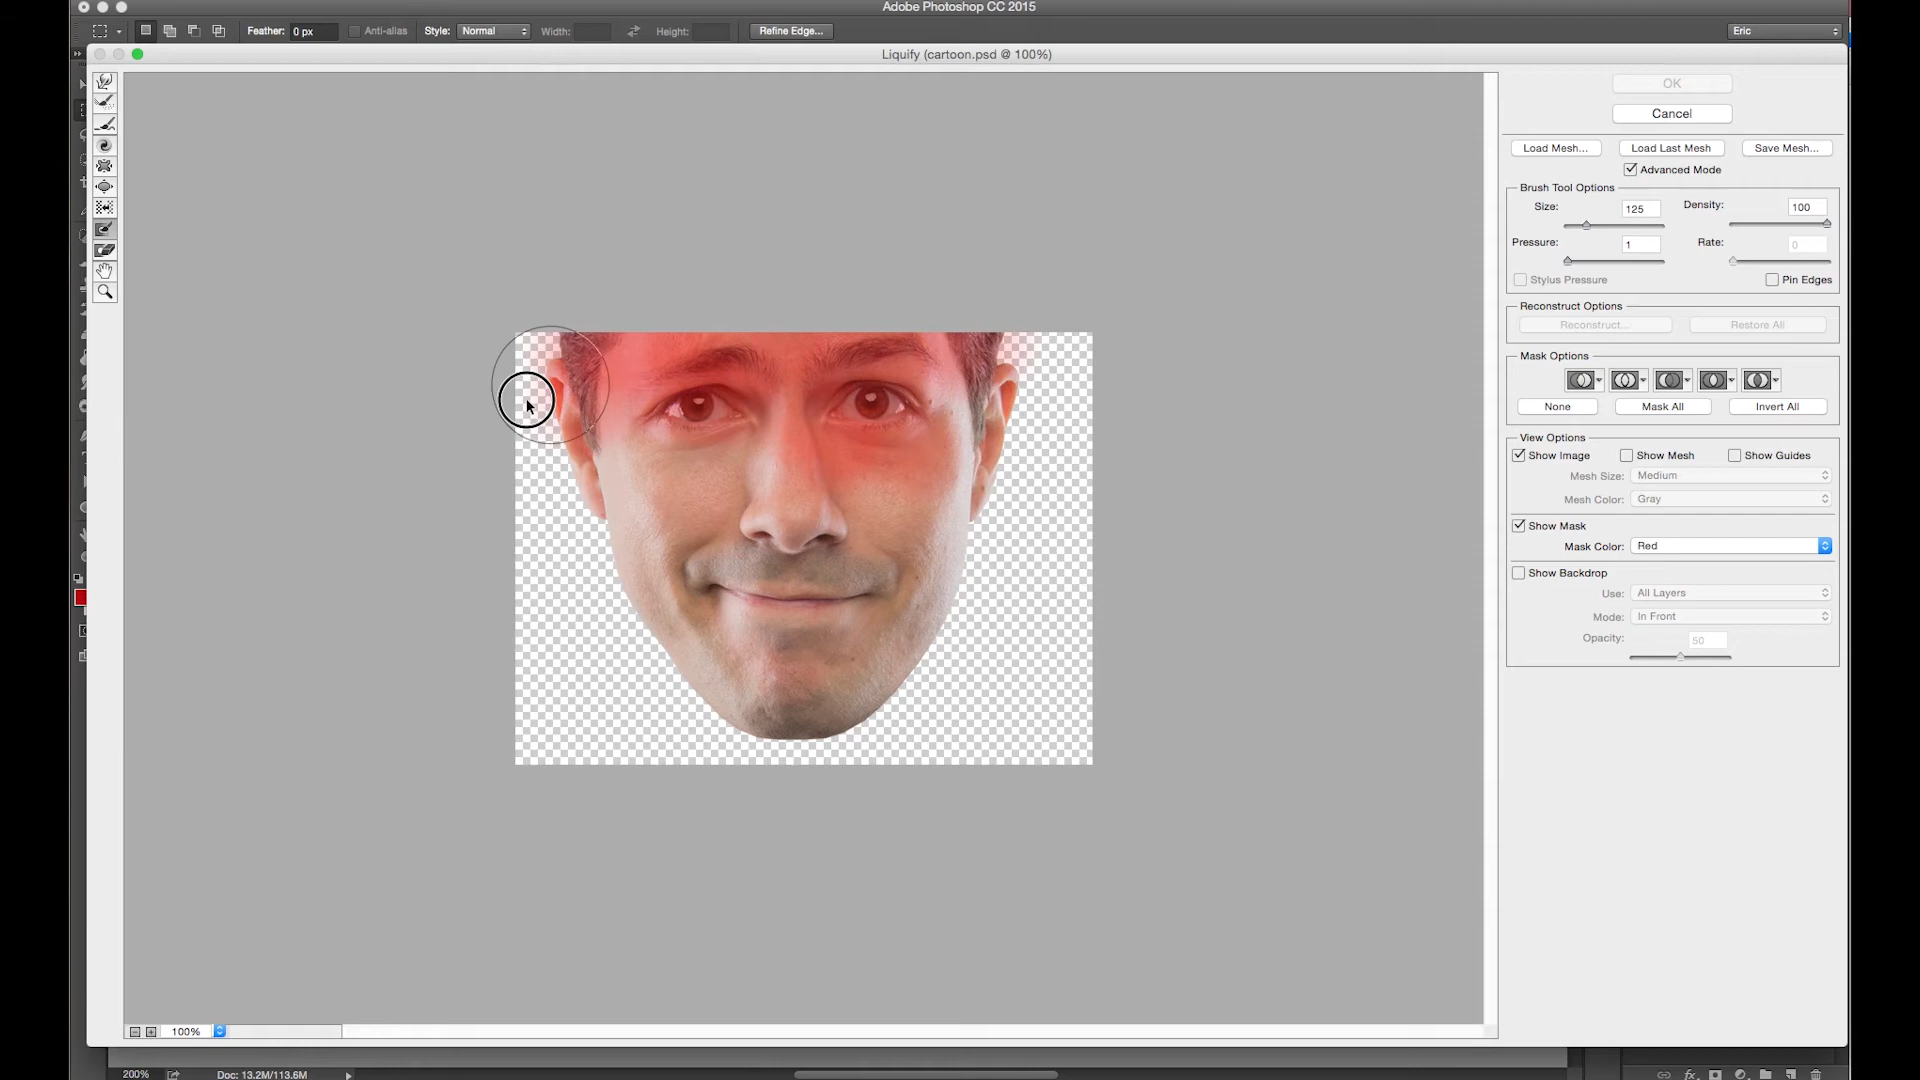 Adobe Photoshop CC 2015
Feather: 0 px Anti-alias Style: Normal Width: Height: Refine Edge... Eric
Liquify (cartoon.psd @ 100%)
OK
Cancel
Load Mesh... Load Last Mesh Save Mesh...
Advanced Mode
Brush Tool Options
Size: 125 Density: 100
Pressure: 1 Rate: 0
Stylus Pressure Pin Edges
Reconstruct Options
Reconstruct... Restore All
Mask Options
None Mask All Invert All
View Options
Show Image Show Mesh Show Guides
Mesh Size: Medium
Mesh Color: Gray
Show Mask
Mask Color: Red
Show Backdrop
Use: All Layers
Mode: In Front
Opacity: 50
100%
200% Doc: 13.2M/113.6M
fx